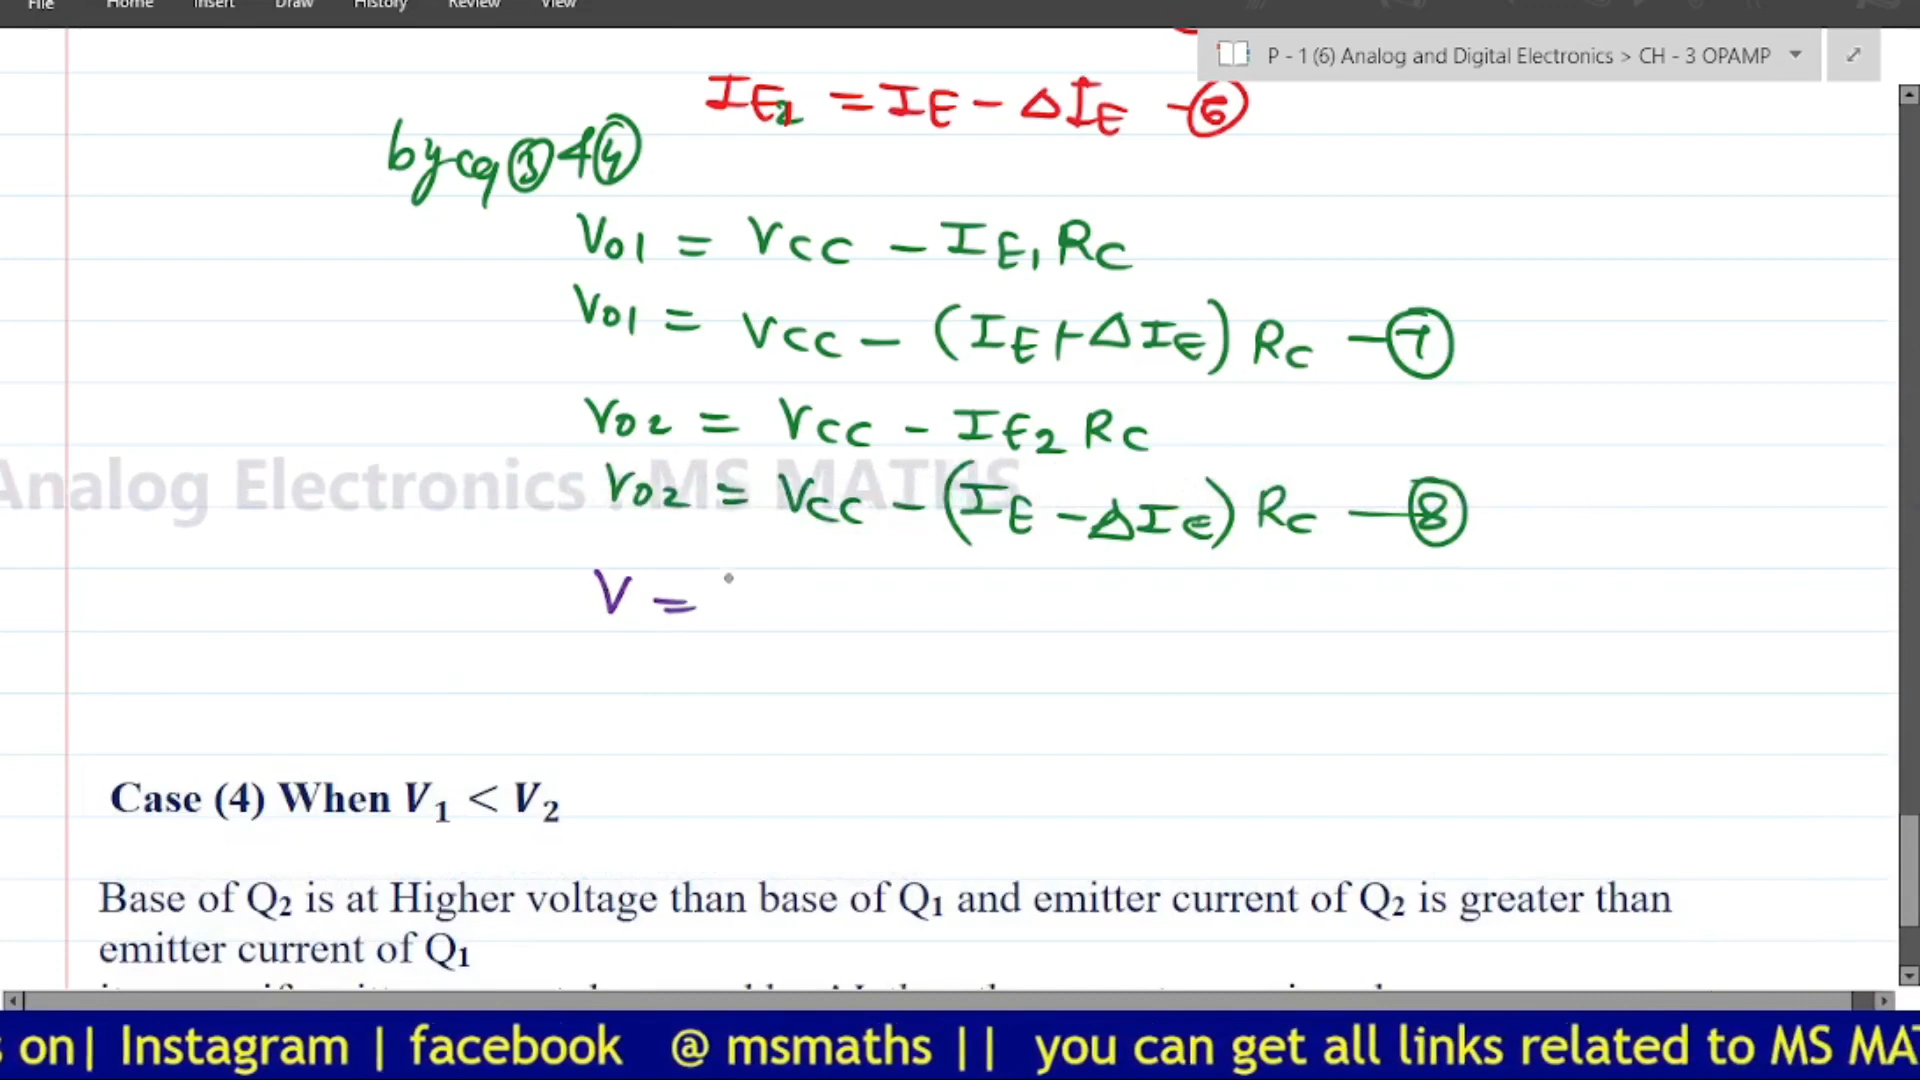 File Home Insert Draw History Review View
P - 1 (6) Analog and Digital Electronics > CH - 3 OPAMP
IE2 = IE - ΔIE -⑥
by eq ③ & ④
Vo1 = VCC - IE1 RC
Vo1 = VCC - (IE + ΔIE) RC -⑦
Vo2 = VCC - IE2 RC
Analog Electronics MS MATHS
Vo2 = VCC - (IE - ΔIE) RC -⑧
V =
Case (4) When V₁ < V₂
Base of Q₂ is at Higher voltage than base of Q₁ and emitter current of Q₂ is greater than
emitter current of Q₁
s on| Instagram | facebook @ msmaths || you can get all links related to MS MA